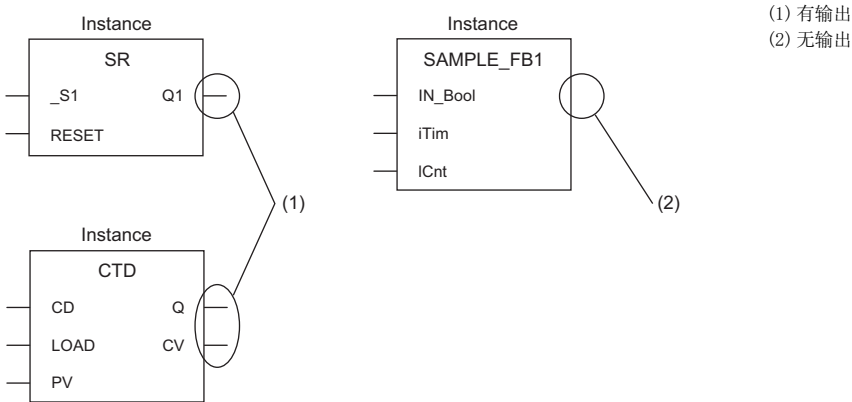 Instance
SR
_S1 Q1
RESET
Instance
SAMPLE_FB1
IN_Bool
iTim
lCnt
(1) 有输出
(2) 无输出
(1)
(2)
Instance
CTD
CD Q
LOAD CV
PV